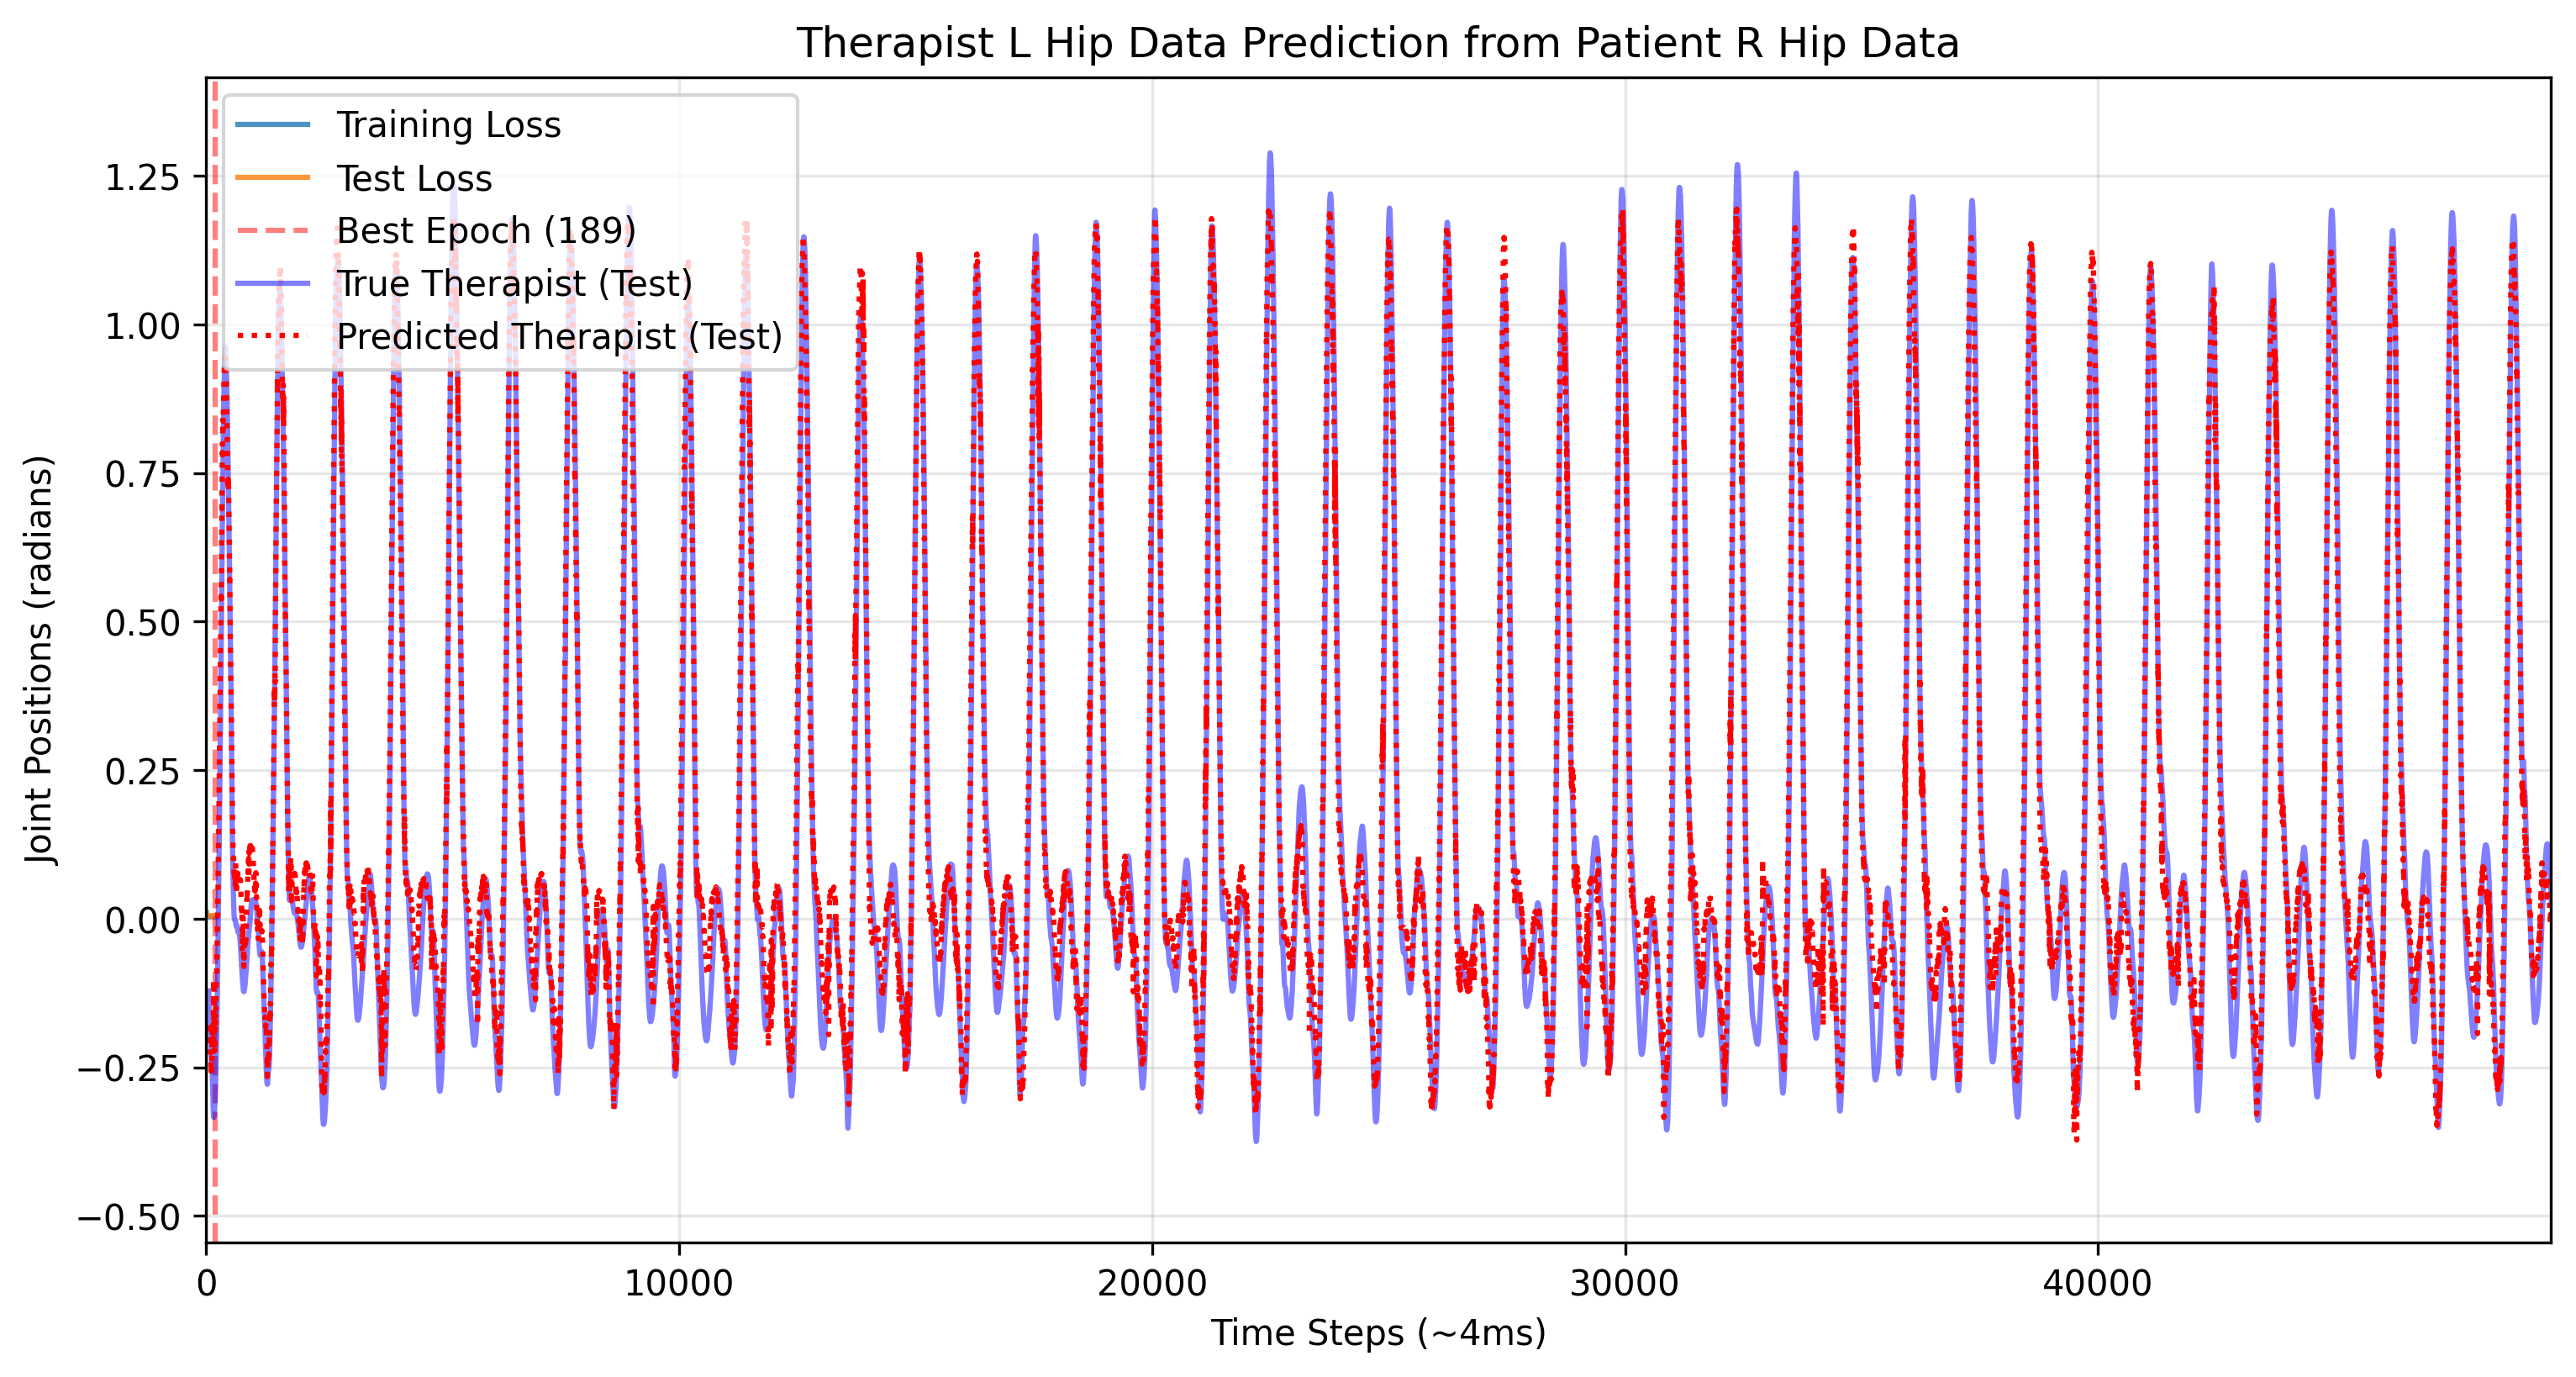 Therapist L Hip Data Prediction from Patient R Hip Data
Training Loss
Test Loss
Best Epoch (189)
True Therapist (Test)
Predicted Therapist (Test)
Joint Positions (radians)
1.25
1.00
0.75
0.50
0.25
0.00
−0.25
−0.50
0
10000
20000
30000
40000
Time Steps (~4ms)